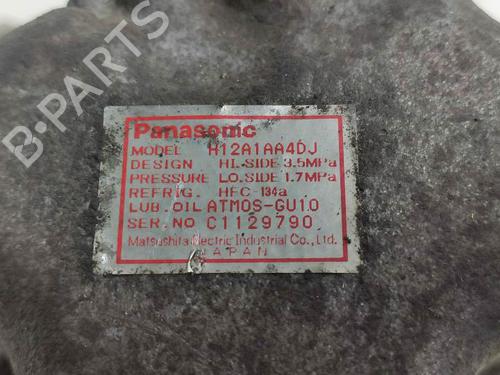 B-PARTS
Panasonic
MODEL H12A1AA4DJ
DESIGN HI.SIDE 3.5MPa
PRESSURE LO.SIDE 1.7MPa
REFRIG. HFC-134a
LUB. OIL ATMOS-GU10
SER. NO C1129790
Matsushita Electric Industrial Co., Ltd.
JAPAN